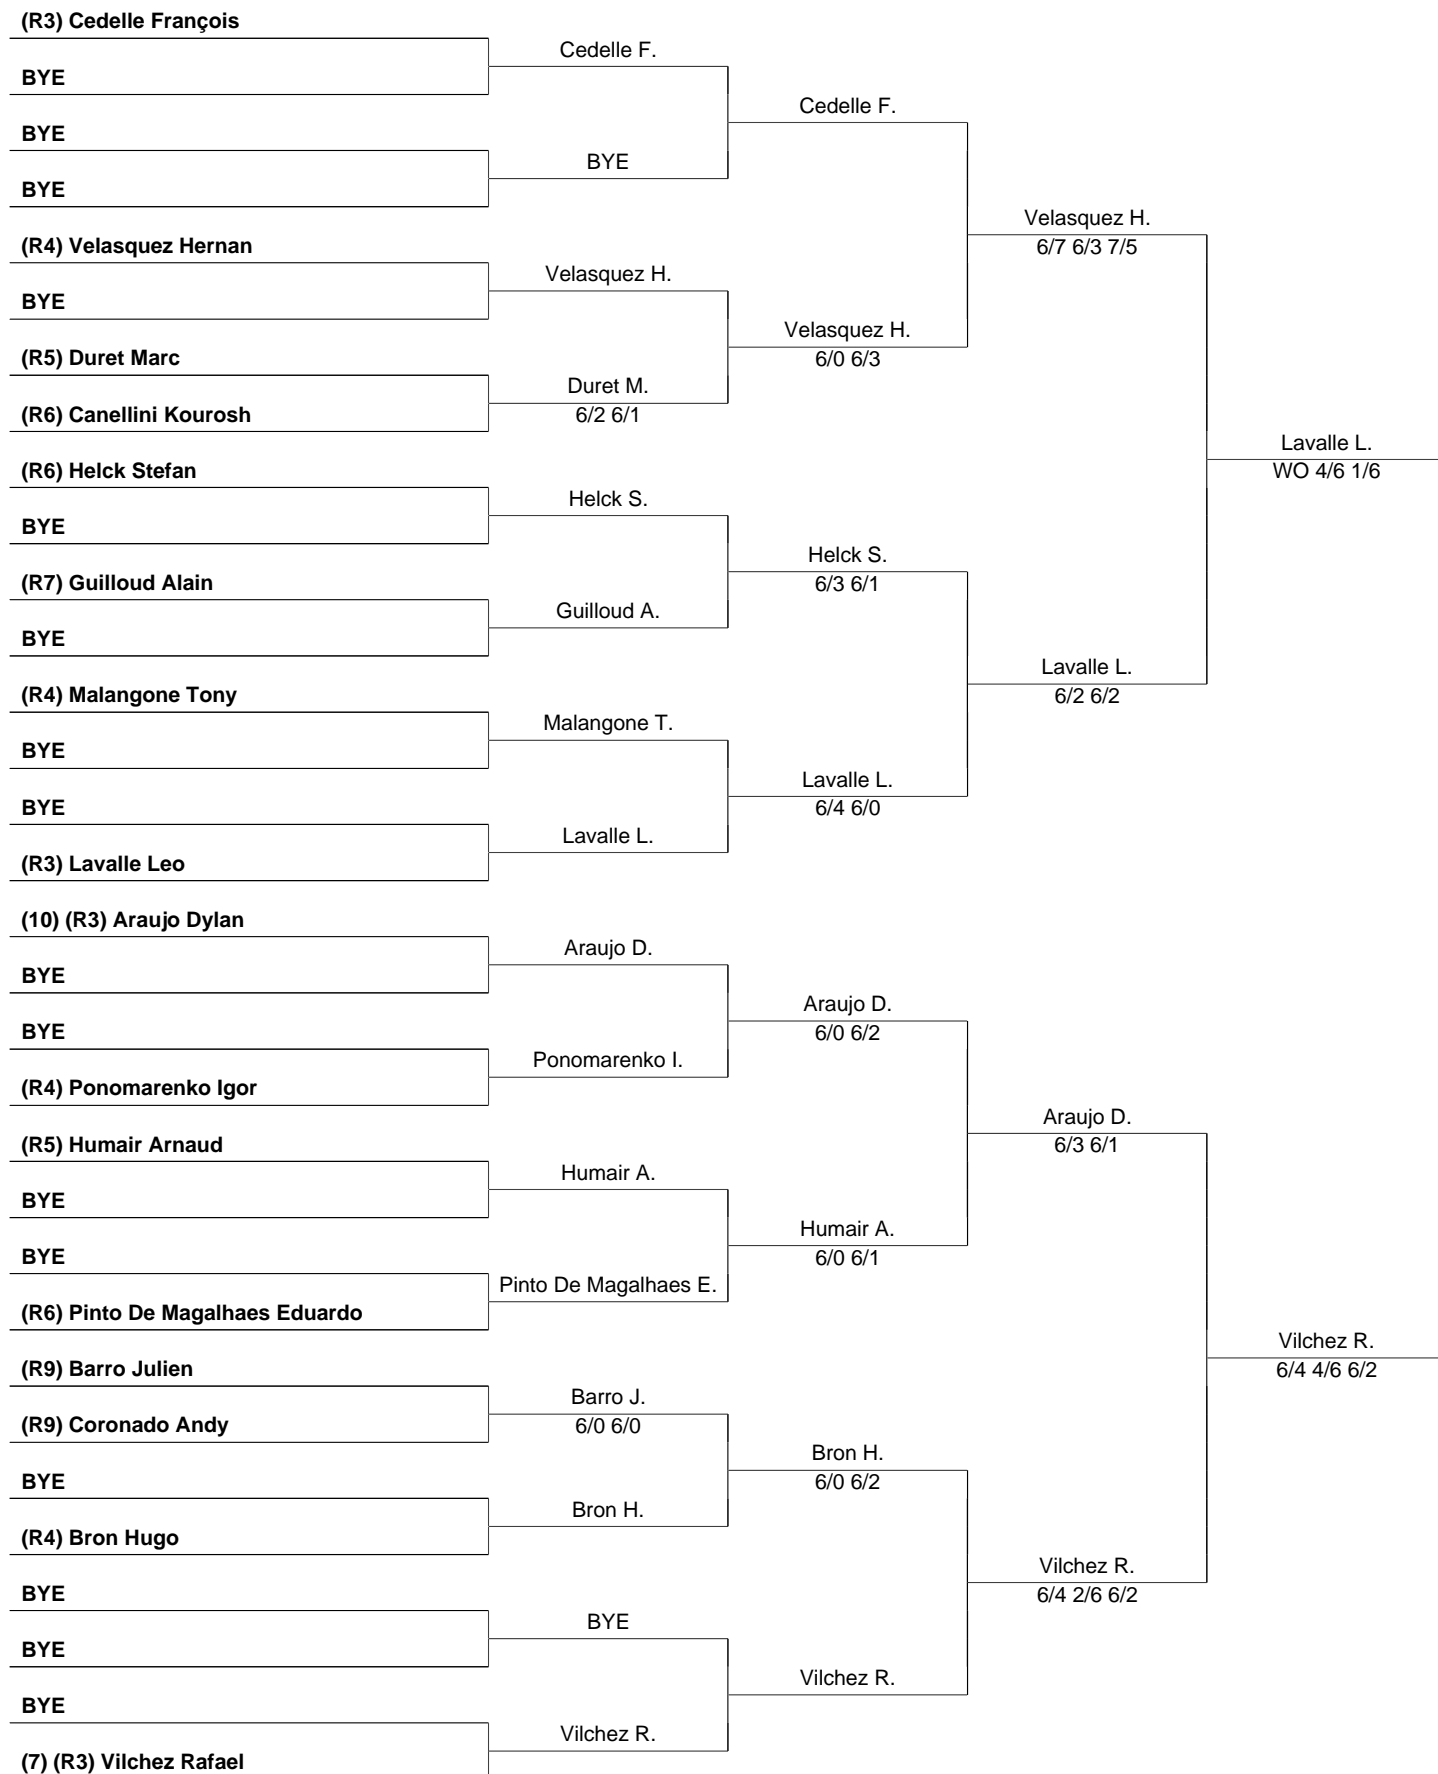 (R3) Cedelle François
Cedelle F.
BYE
Cedelle F.
BYE
BYE
BYE
Velasquez H.
6/7 6/3 7/5
(R4) Velasquez Hernan
Velasquez H.
BYE
Velasquez H.
6/0 6/3
(R5) Duret Marc
Duret M.
6/2 6/1
(R6) Canellini Kourosh
Lavalle L.
WO 4/6 1/6
(R6) Helck Stefan
Helck S.
BYE
Helck S.
6/3 6/1
(R7) Guilloud Alain
Guilloud A.
BYE
Lavalle L.
6/2 6/2
(R4) Malangone Tony
Malangone T.
BYE
Lavalle L.
6/4 6/0
BYE
Lavalle L.
(R3) Lavalle Leo
(10) (R3) Araujo Dylan
Araujo D.
BYE
Araujo D.
6/0 6/2
BYE
Ponomarenko I.
(R4) Ponomarenko Igor
Araujo D.
6/3 6/1
(R5) Humair Arnaud
Humair A.
BYE
Humair A.
6/0 6/1
BYE
Pinto De Magalhaes E.
(R6) Pinto De Magalhaes Eduardo
Vilchez R.
6/4 4/6 6/2
(R9) Barro Julien
Barro J.
6/0 6/0
(R9) Coronado Andy
Bron H.
6/0 6/2
BYE
Bron H.
(R4) Bron Hugo
Vilchez R.
6/4 2/6 6/2
BYE
BYE
BYE
Vilchez R.
BYE
Vilchez R.
(7) (R3) Vilchez Rafael